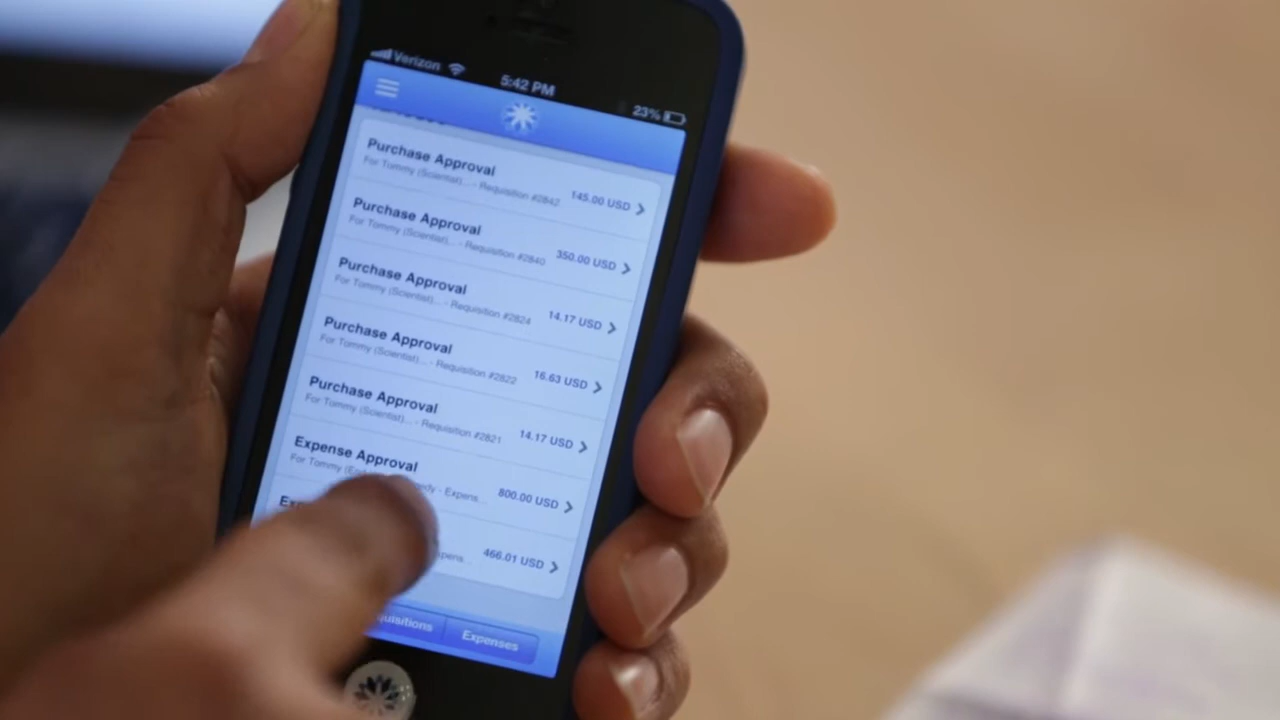 Verizon 5:42 PM 23%
Purchase Approval
For Tommy (Scientist)... - Requisition #2842 145.00 USD
Purchase Approval
For Tommy (Scientist)... - Requisition #2840 350.00 USD
Purchase Approval
For Tommy (Scientist)... - Requisition #2824 14.17 USD
Purchase Approval
For Tommy (Scientist)... - Requisition #2822 16.63 USD
Purchase Approval
For Tommy (Scientist)... - Requisition #2821 14.17 USD
Expense Approval
For Tommy - Expens... 800.00 USD
466.01 USD
Expenses